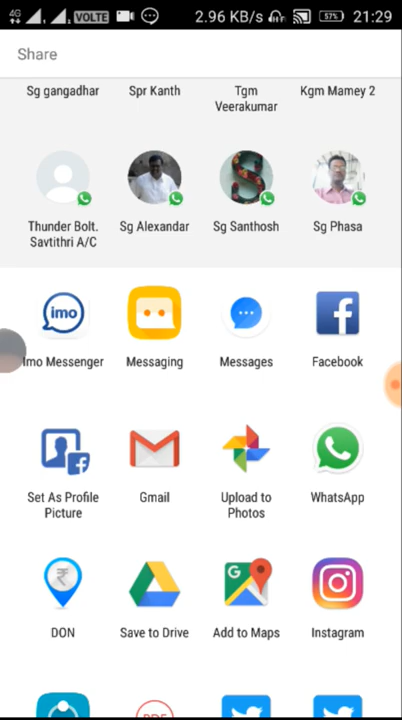 4G VOLTE 2.96 KB/s 57% 21:29
Share
Sg gangadhar Spr Kanth Tgm Kgm Mamey 2
Veerakumar
S
Thunder Bolt. Sg Alexandar Sg Santhosh Sg Phasa
Savtithri A/C
imo
Imo Messenger Messaging Messages Facebook
Set As Profile Gmail Upload to WhatsApp
Picture Photos
G
DON Save to Drive Add to Maps Instagram
PDF